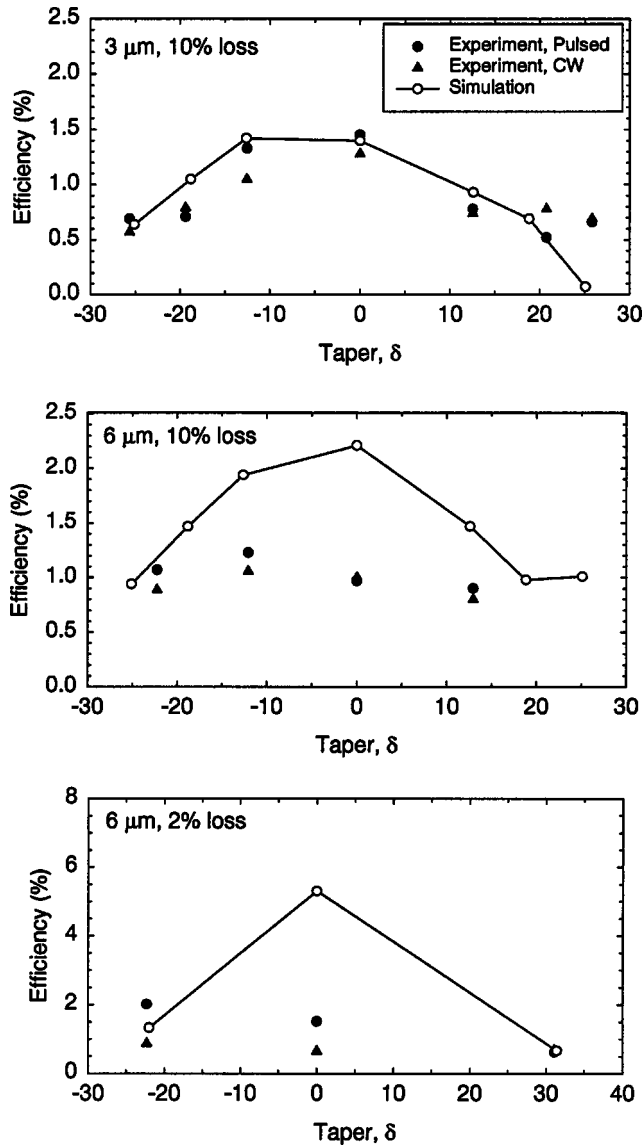 3 μm, 10% loss
Experiment, Pulsed
Experiment, CW
Simulation
Efficiency (%)
2.5
2.0
1.5
1.0
0.5
0.0
-30 -20 -10 0 10 20 30
Taper, δ
6 μm, 10% loss
Efficiency (%)
2.5
2.0
1.5
1.0
0.5
0.0
-30 -20 -10 0 10 20 30
Taper, δ
6 μm, 2% loss
Efficiency (%)
8
6
4
2
0
-30 -20 -10 0 10 20 30 40
Taper, δ